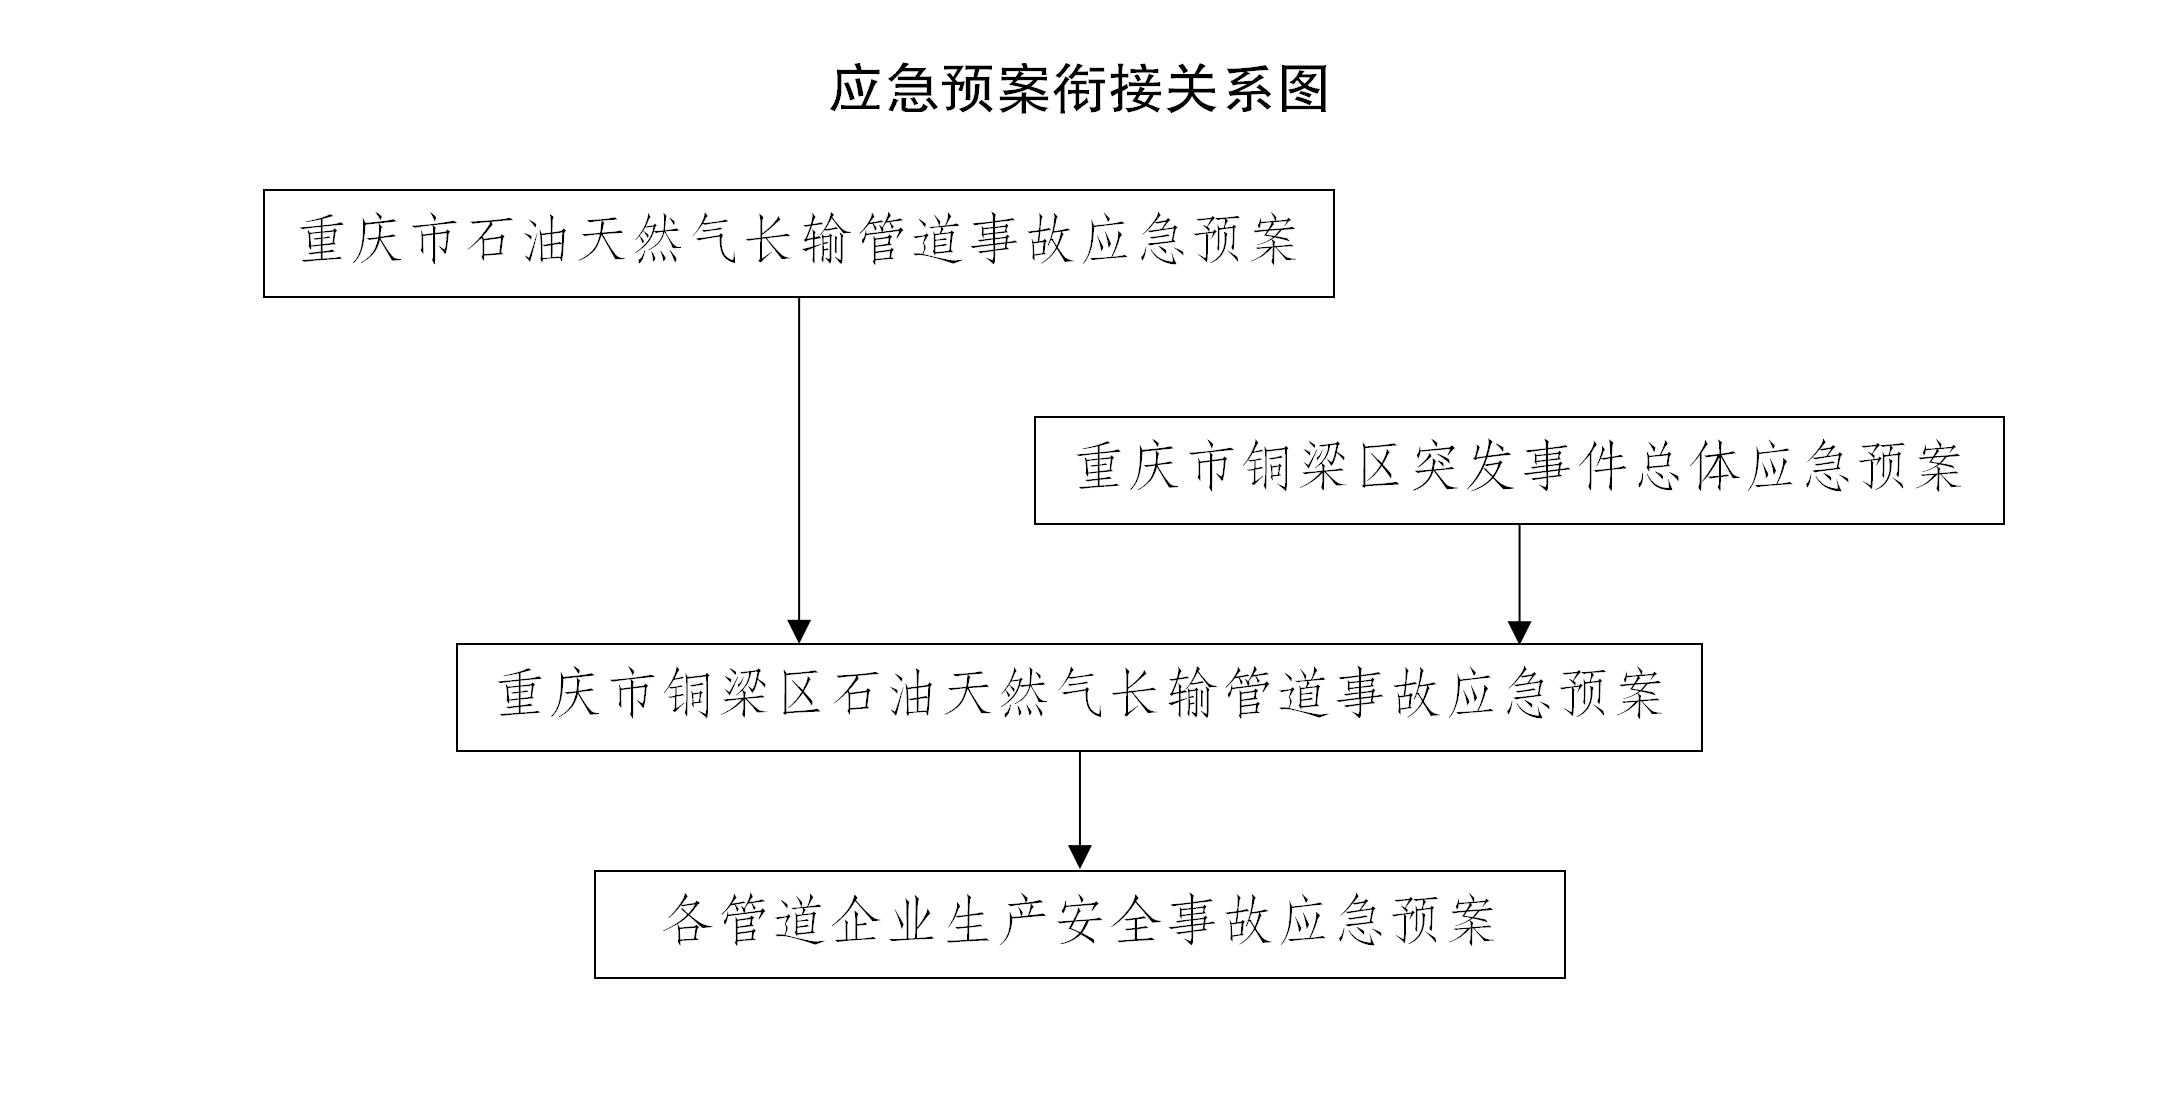 应急预案衔接关系图
重庆市石油天然气长输管道事故应急预案
重庆市铜梁区突发事件总体应急预案
重庆市铜梁区石油天然气长输管道事故应急预案
各管道企业生产安全事故应急预案